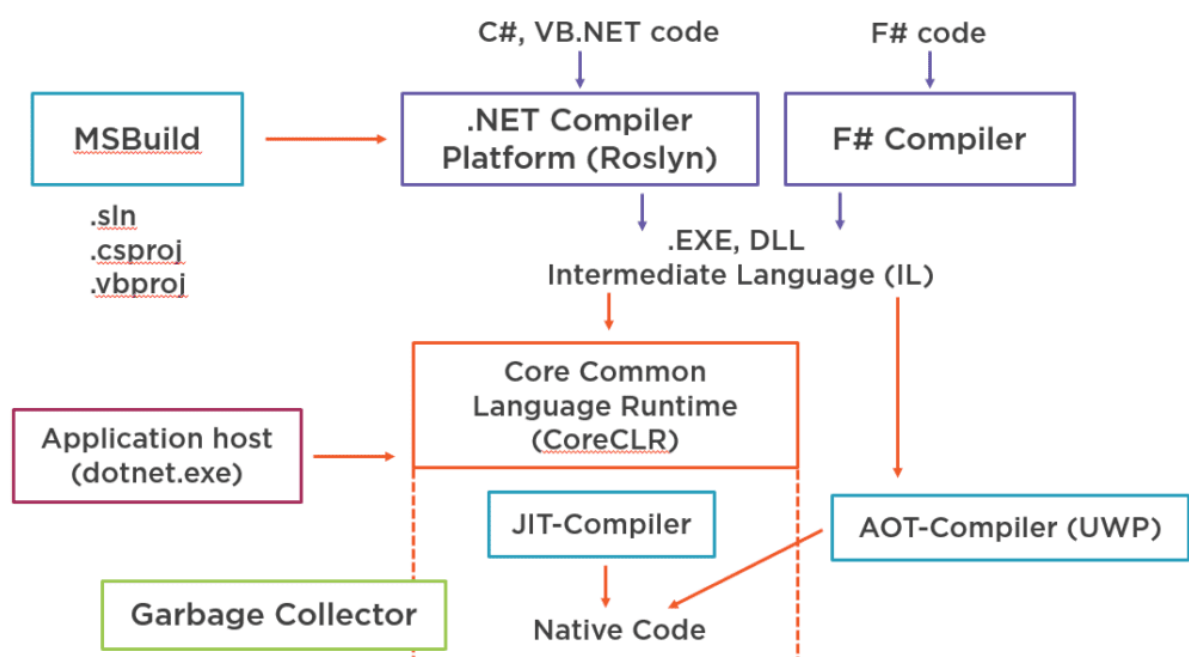 C#, VB.NET code
F# code
MSBuild
.NET Compiler
Platform (Roslyn)
F# Compiler
.sln
.csproj
.vbproj
.EXE, DLL
Intermediate Language (IL)
Core Common
Language Runtime
(CoreCLR)
Application host
(dotnet.exe)
JIT-Compiler
AOT-Compiler (UWP)
Garbage Collector
Native Code